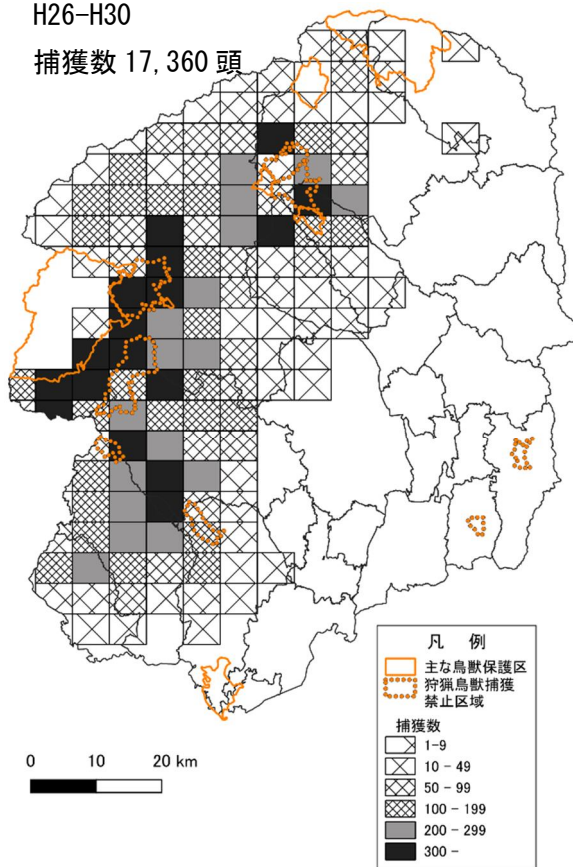 H26-H30
捕獲数 17,360 頭
0 10 20 km
凡 例
主な鳥獣保護区
狩猟鳥獣捕獲
禁止区域
捕獲数
1-9
10 - 49
50 - 99
100 - 199
200 - 299
300 -